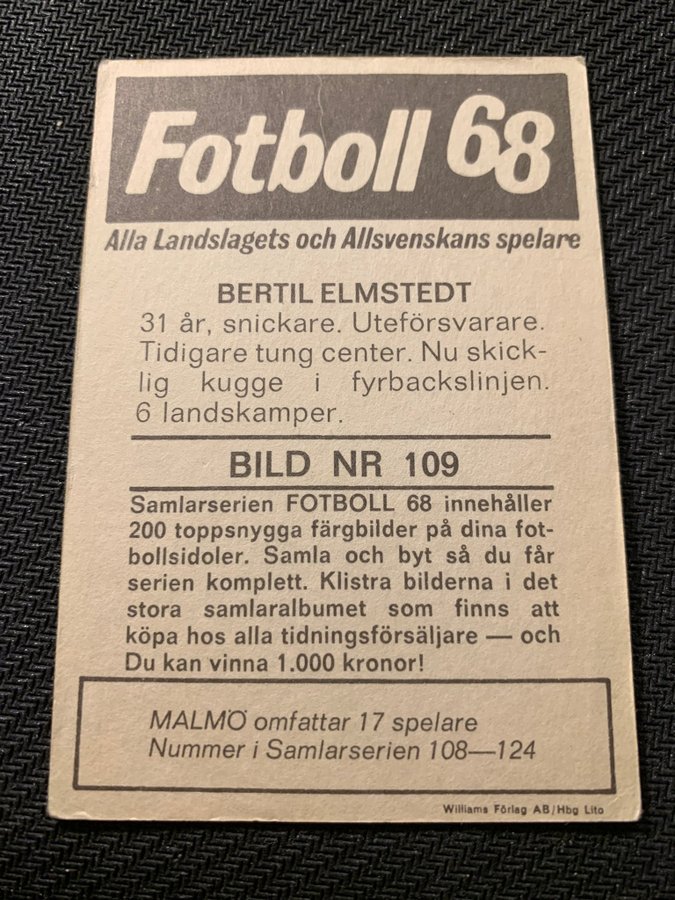 Fotboll 68
Alla Landslagets och Allsvenskans spelare
BERTIL ELMSTEDT
31 år, snickare. Uteförsvarare.
Tidigare tung center. Nu skick-
lig kugge i fyrbackslinjen.
6 landskamper.
BILD NR 109
Samlarserien FOTBOLL 68 innehåller
200 toppsnygga färgbilder på dina fot-
bollsidoler. Samla och byt så du får
serien komplett. Klistra bilderna i det
stora samlaralbumet som finns att
köpa hos alla tidningsförsäljare — och
Du kan vinna 1.000 kronor!
MALMÖ omfattar 17 spelare
Nummer i Samlarserien 108—124
Williams Förlag AB/Hbg Lito